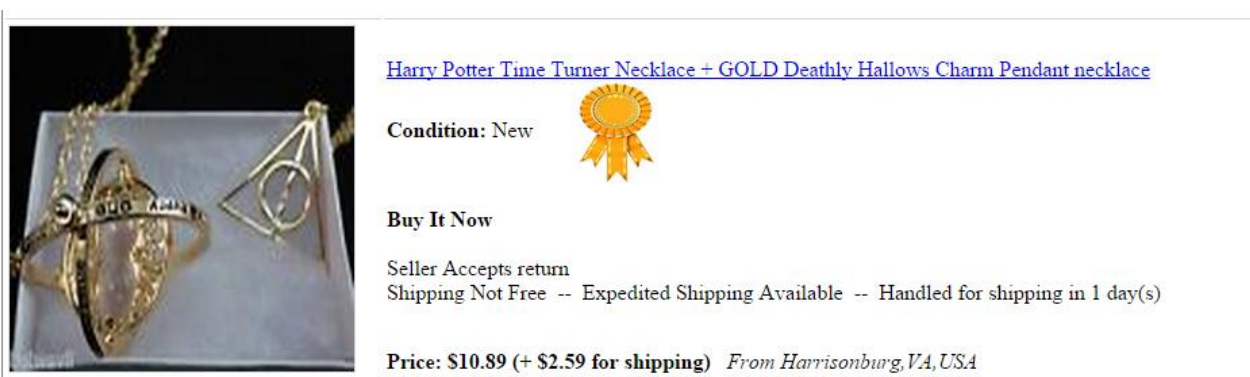 Harry Potter Time Turner Necklace + GOLD Deathly Hallows Charm Pendant necklace
Condition: New
Buy It Now
Seller Accepts return
Shipping Not Free -- Expedited Shipping Available -- Handled for shipping in 1 day(s)
Price: $10.89 (+ $2.59 for shipping) From Harrisonburg,VA,USA